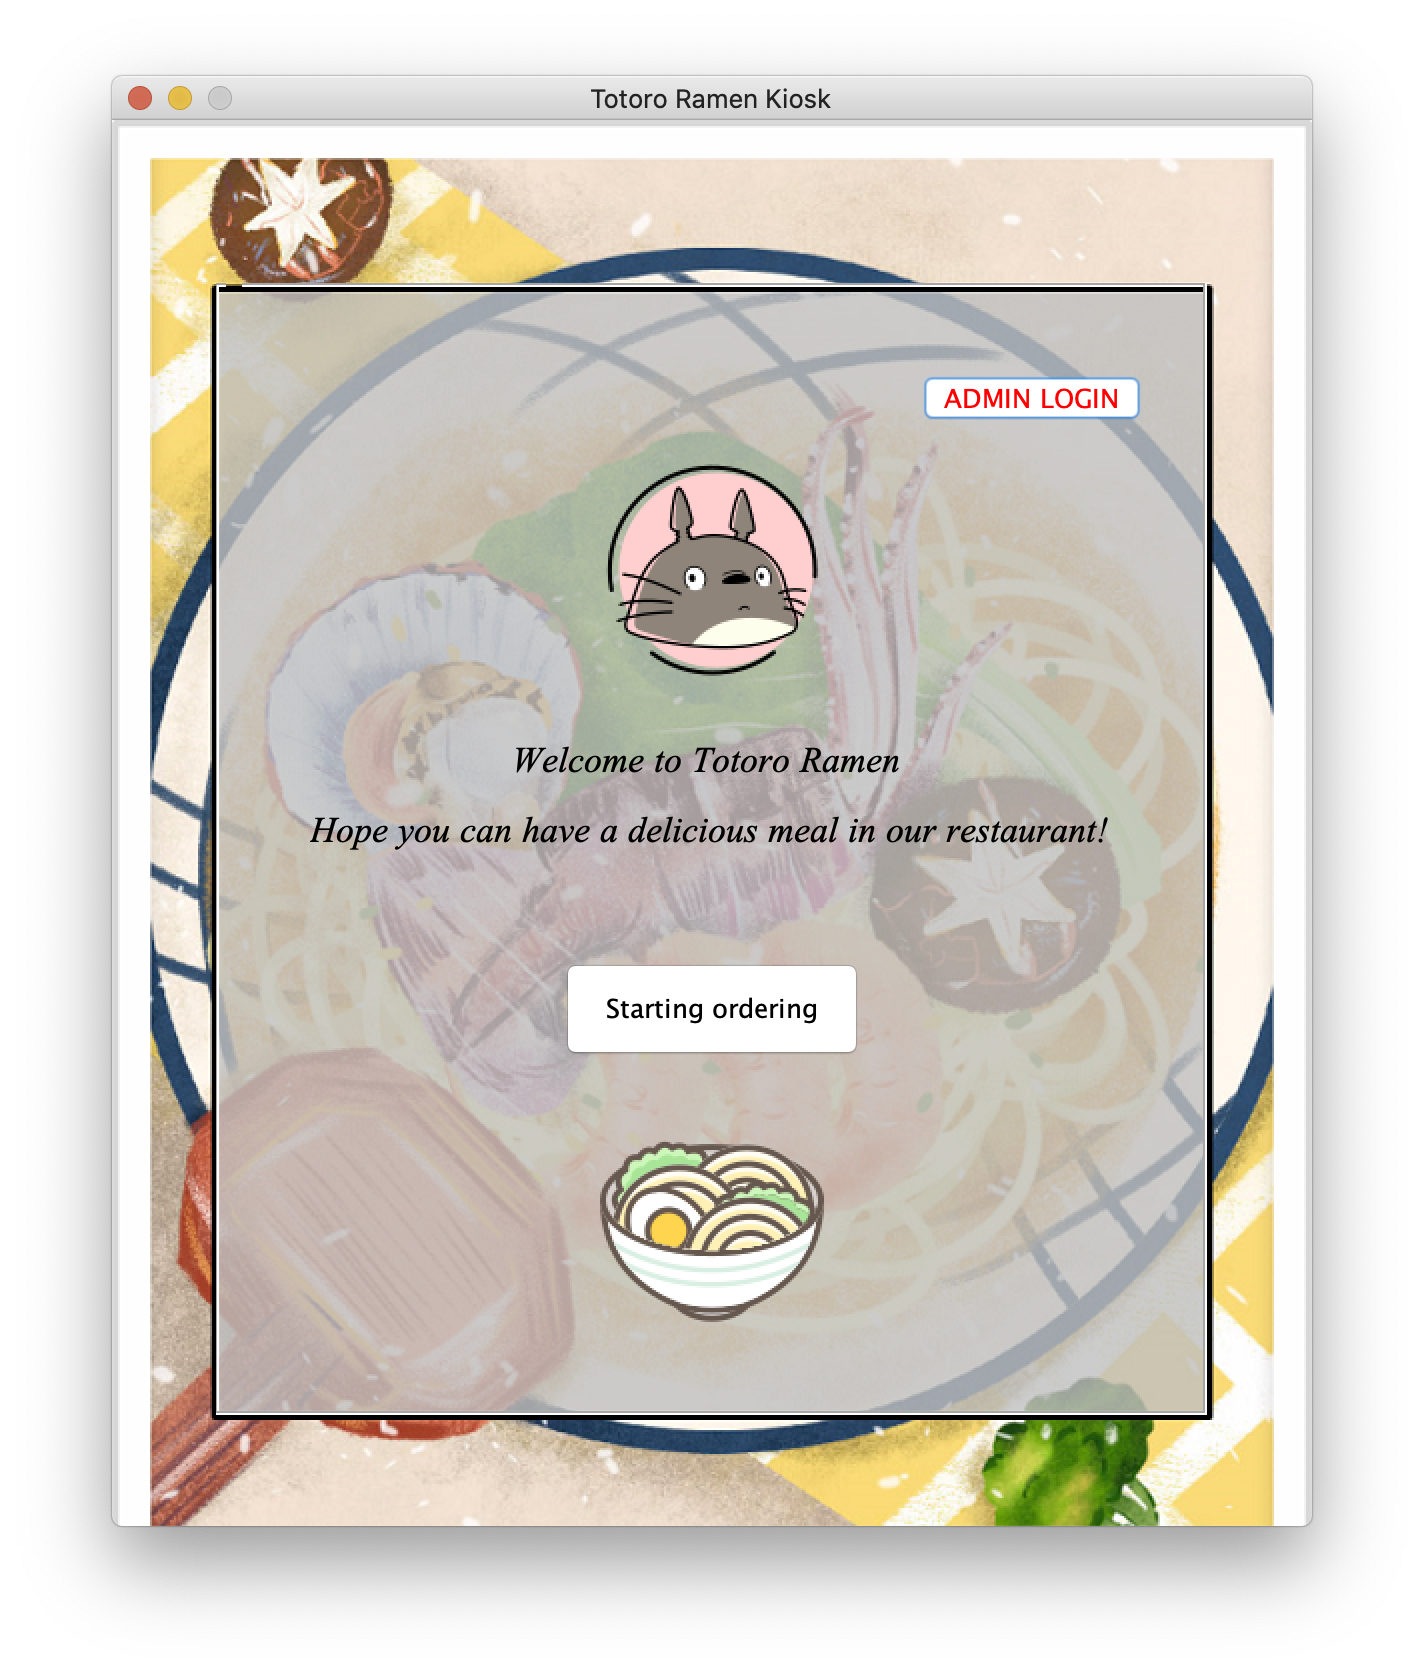 Totoro Ramen Kiosk
ADMIN LOGIN
Welcome to Totoro Ramen
Hope you can have a delicious meal in our restaurant!
Starting ordering